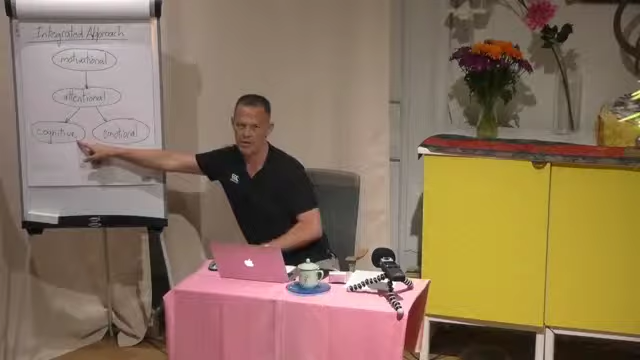 Integrated Approach
motivational
attentional
cognitive
emotional